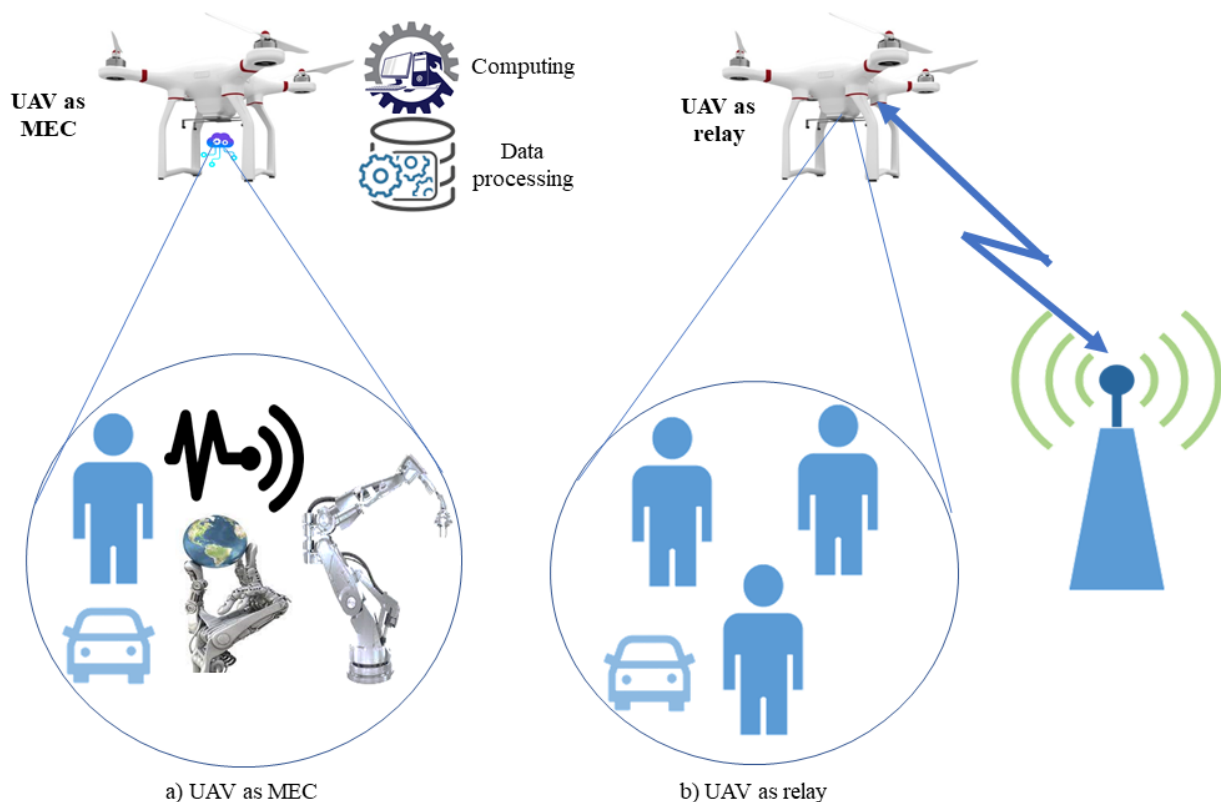 UAV as
MEC
Computing
Data
processing
UAV as
relay
a) UAV as MEC
b) UAV as relay